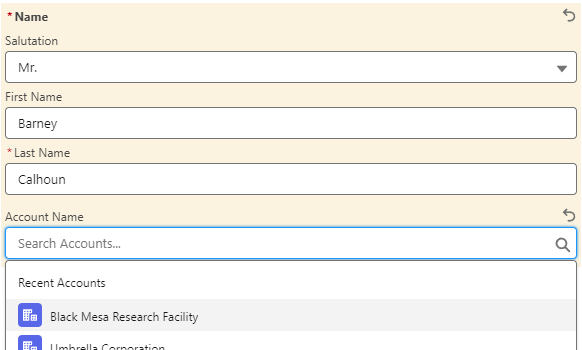 * Name
Salutation
Mr.
First Name
Barney
* Last Name
Calhoun
Account Name
Search Accounts...
Recent Accounts
Black Mesa Research Facility
Umbrella Corporation